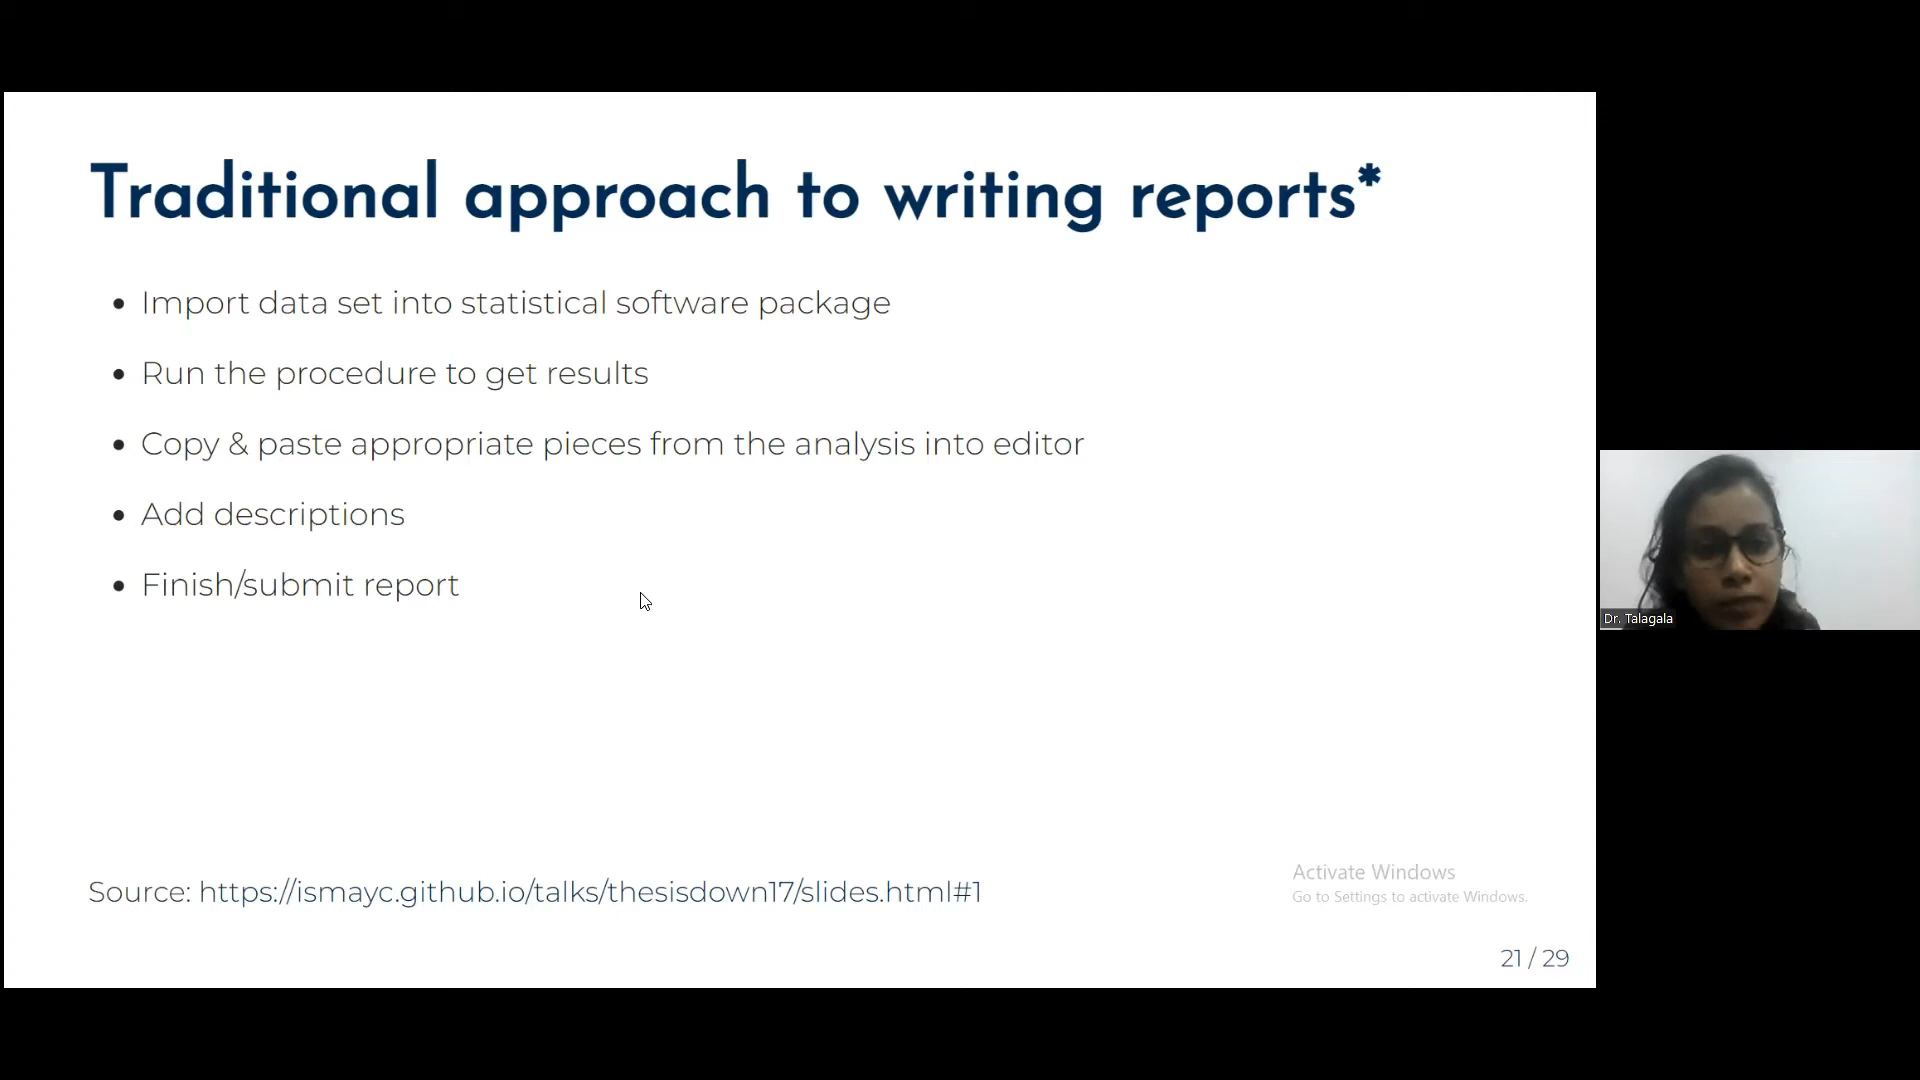 Traditional approach to writing reports*
• Import data set into statistical software package
• Run the procedure to get results
• Copy & paste appropriate pieces from the analysis into editor
• Add descriptions
• Finish/submit report
Source: https://ismayc.github.io/talks/thesisdown17/slides.html#1
Activate Windows
Go to Settings to activate Windows.
21 / 29
Dr. Talagala